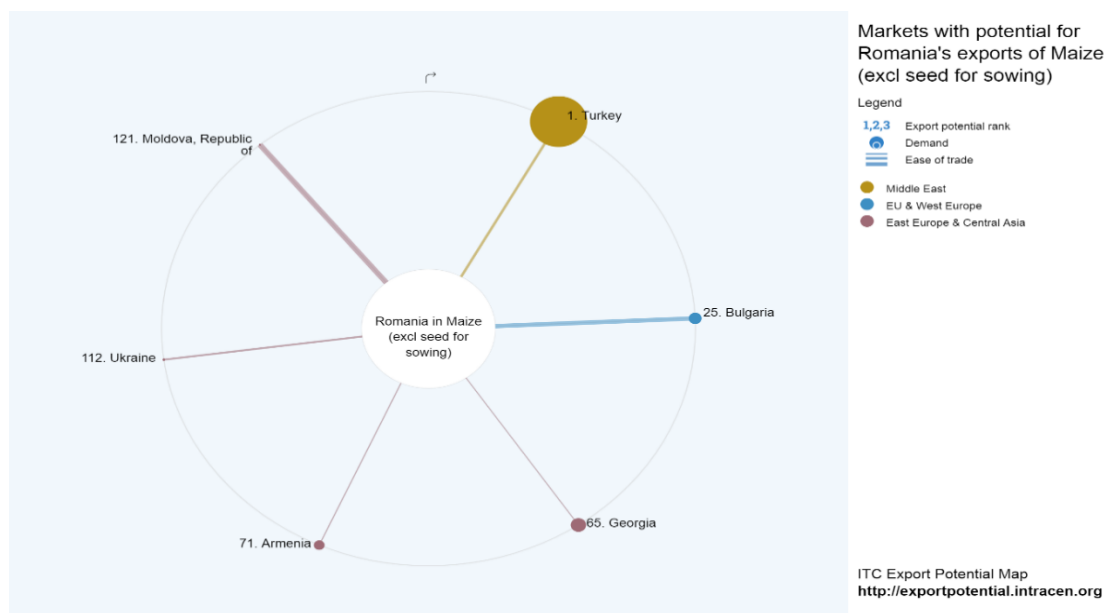 Markets with potential for
Romania's exports of Maize
(excl seed for sowing)
Legend
1,2,3 Export potential rank
Demand
Ease of trade
Middle East
EU & West Europe
East Europe & Central Asia
1. Turkey
121. Moldova, Republic
of
25. Bulgaria
Romania in Maize
(excl seed for
sowing)
112. Ukraine
65. Georgia
71. Armenia
ITC Export Potential Map
http://exportpotential.intracen.org